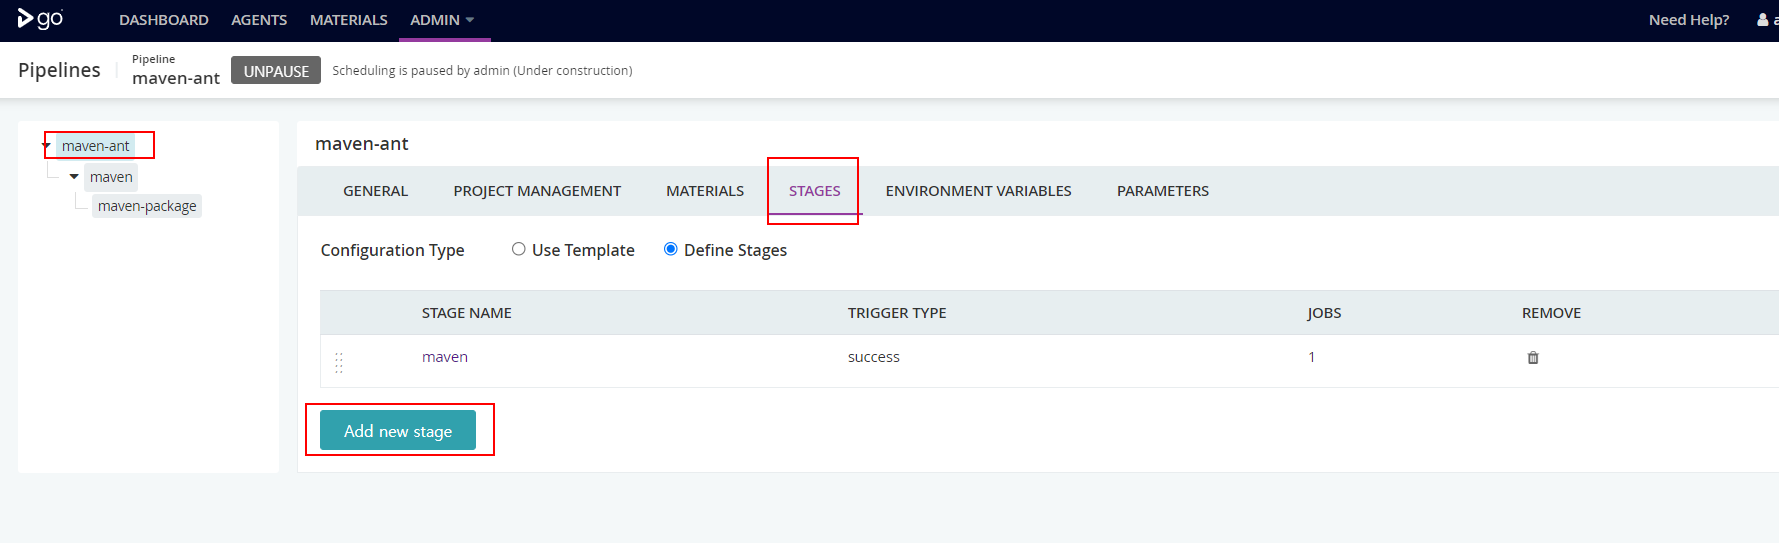 go DASHBOARD AGENTS MATERIALS ADMIN Need Help? a
Pipelines Pipeline
maven-ant UNPAUSE Scheduling is paused by admin (Under construction)
maven-ant
maven
maven-package
maven-ant
GENERAL PROJECT MANAGEMENT MATERIALS STAGES ENVIRONMENT VARIABLES PARAMETERS
Configuration Type Use Template Define Stages
STAGE NAME TRIGGER TYPE JOBS REMOVE
maven success 1
Add new stage